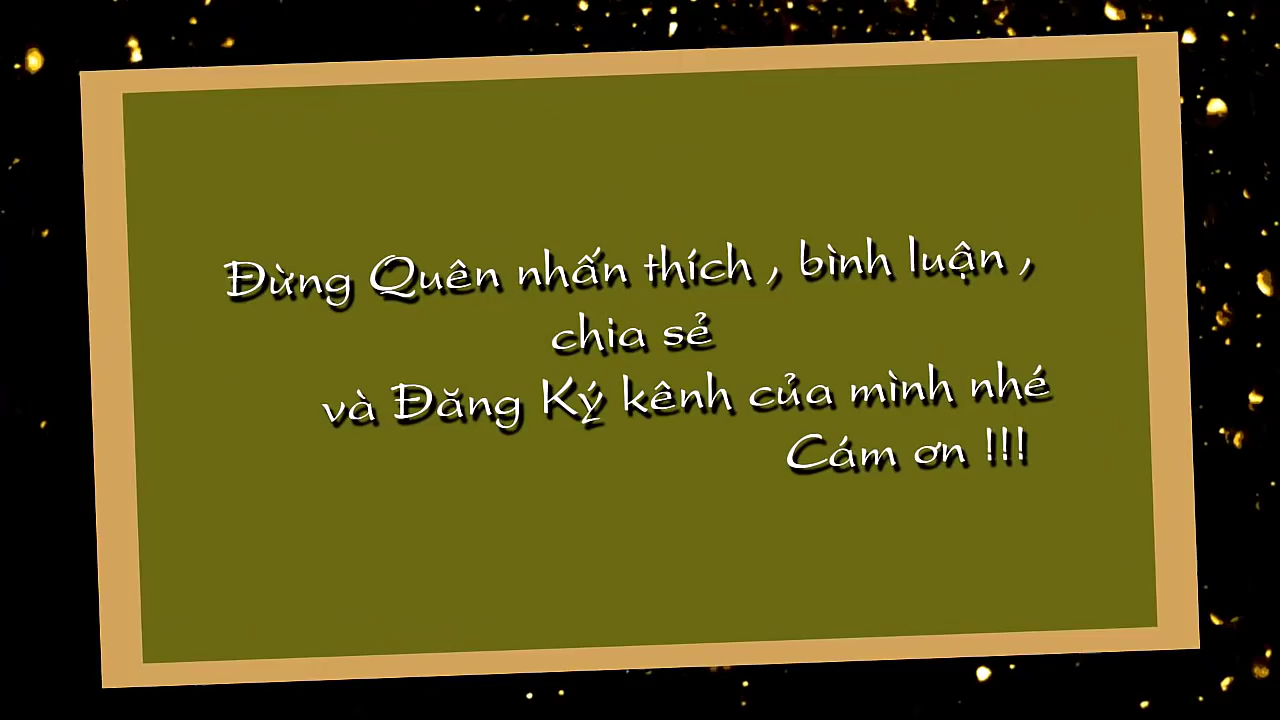 Đừng Quên nhấn thích , bình luận ,
chia sẻ
và Đăng Ký kênh của mình nhé
Cám ơn !!!